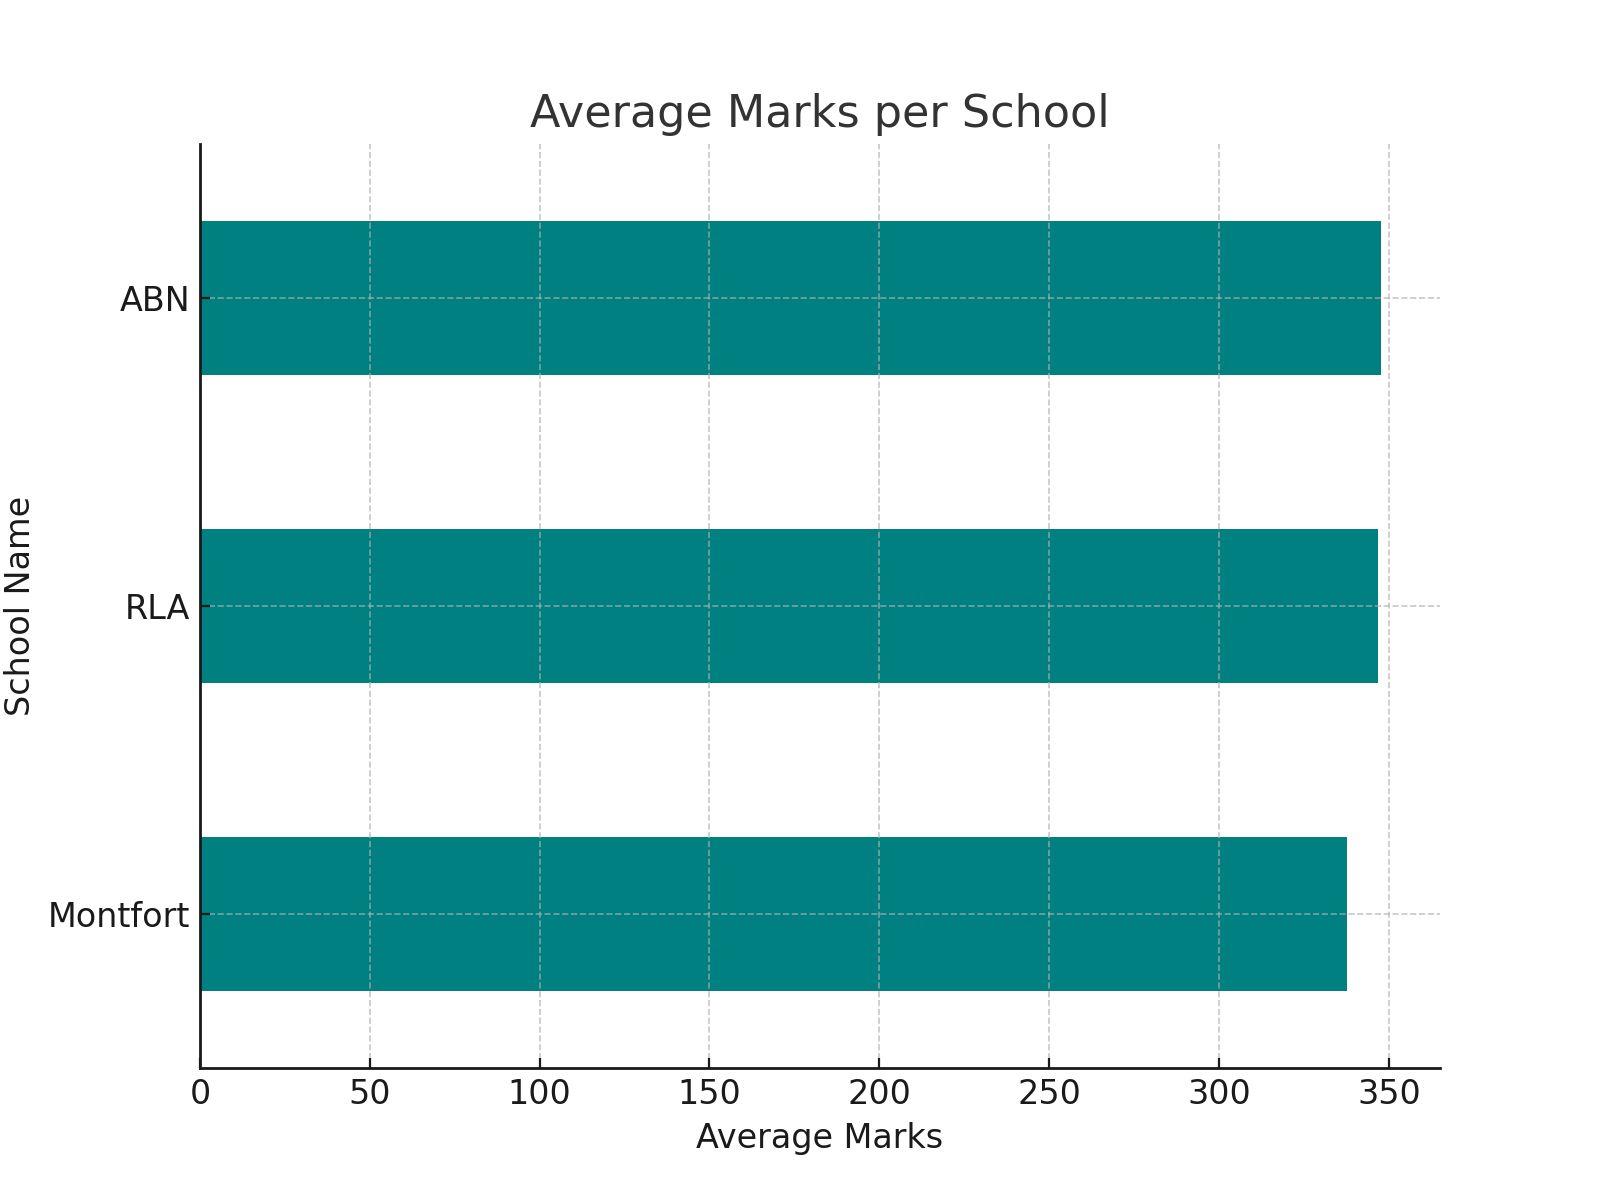 Average Marks per School
ABN
RLA
Montfort
School Name
0 50 100 150 200 250 300 350
Average Marks